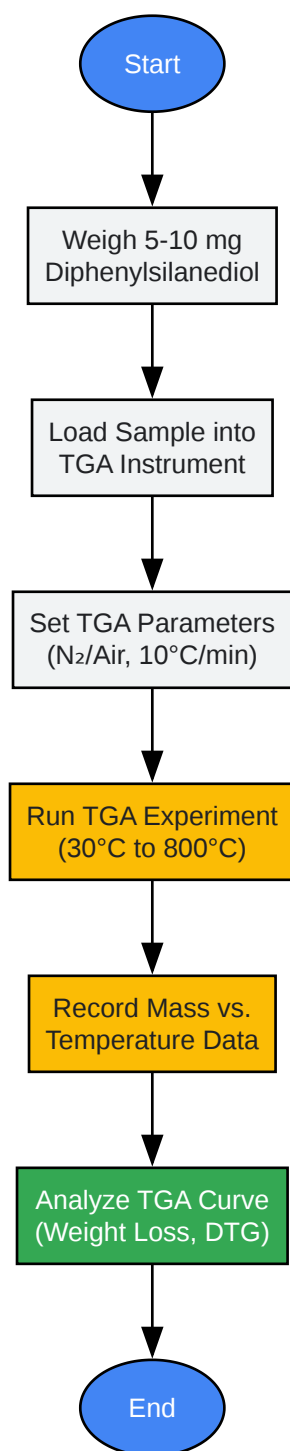 Start
Weigh 5-10 mg
Diphenylsilanediol
Load Sample into
TGA Instrument
Set TGA Parameters
(N₂/Air, 10°C/min)
Run TGA Experiment
(30°C to 800°C)
Record Mass vs.
Temperature Data
Analyze TGA Curve
(Weight Loss, DTG)
End